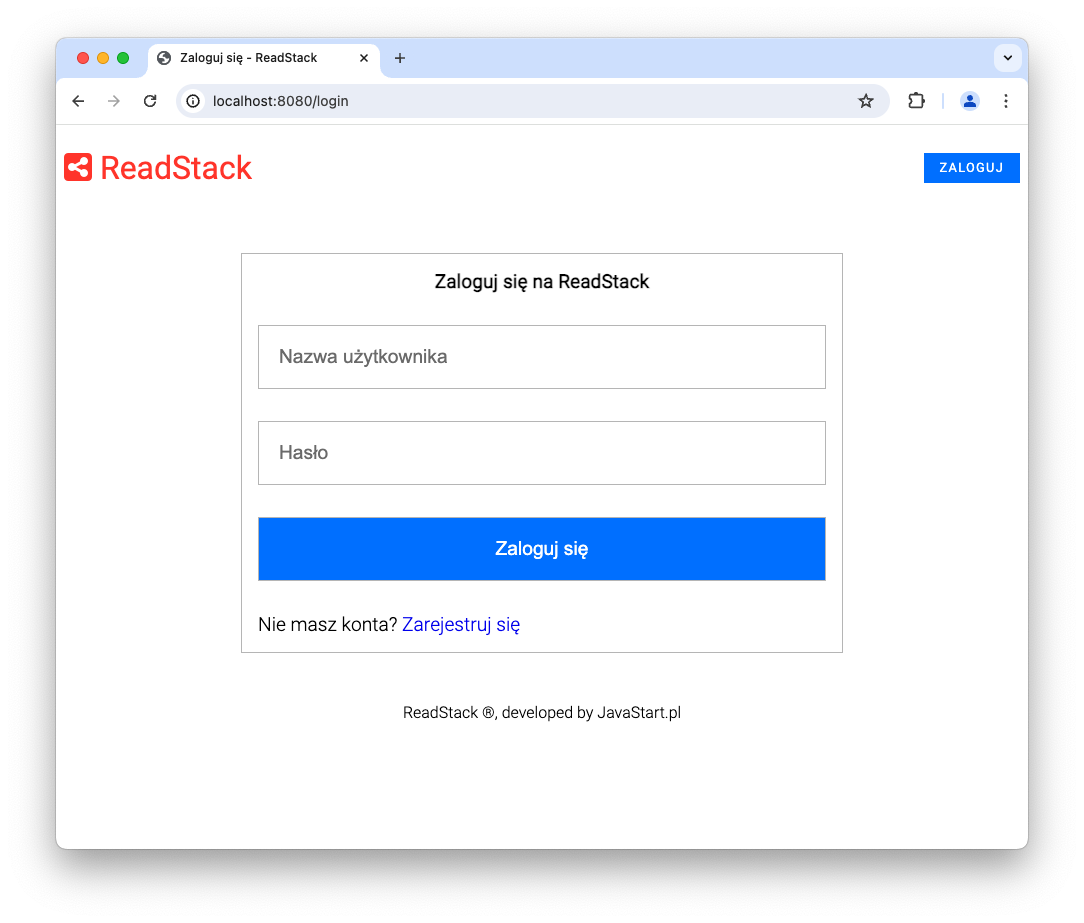 Zaloguj się - ReadStack
localhost:8080/login
ReadStack
ZALOGUJ
Zaloguj się na ReadStack
Nazwa użytkownika
Hasło
Zaloguj się
Nie masz konta? Zarejestruj się
ReadStack ®, developed by JavaStart.pl